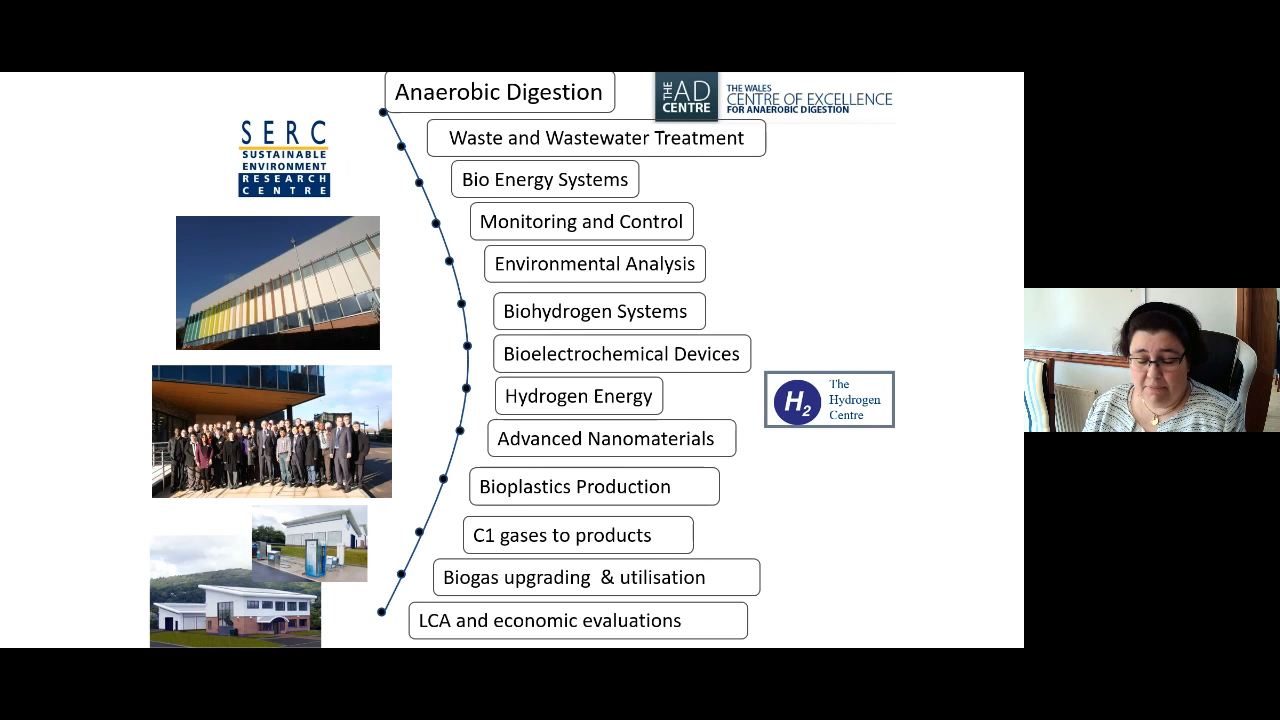 Anaerobic Digestion
THE AD
CENTRE
THE WALES
CENTRE OF EXCELLENCE
FOR ANAEROBIC DIGESTION
SERC
SUSTAINABLE
ENVIRONMENT
RESEARCH
CENTRE
Waste and Wastewater Treatment
Bio Energy Systems
Monitoring and Control
Environmental Analysis
Biohydrogen Systems
Bioelectrochemical Devices
Hydrogen Energy
H2
The
Hydrogen
Centre
Advanced Nanomaterials
Bioplastics Production
C1 gases to products
Biogas upgrading & utilisation
LCA and economic evaluations